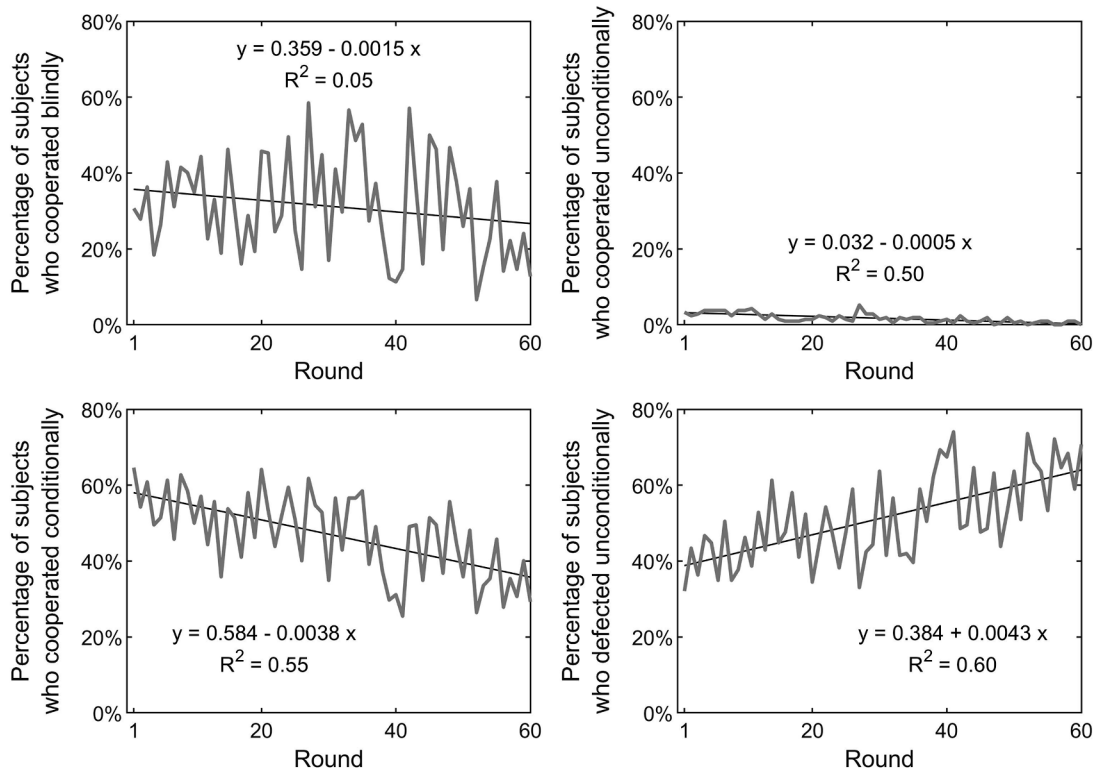 Percentage of subjects
who cooperated blindly
80%
60%
40%
20%
0%
y = 0.359 - 0.0015 x
R² = 0.05
1
20
40
60
Round
Percentage of subjects
who cooperated unconditionally
80%
60%
40%
20%
0%
y = 0.032 - 0.0005 x
R² = 0.50
1
20
40
60
Round
Percentage of subjects
who cooperated conditionally
80%
60%
40%
20%
0%
y = 0.584 - 0.0038 x
R² = 0.55
1
20
40
60
Round
Percentage of subjects
who defected unconditionally
80%
60%
40%
20%
0%
y = 0.384 + 0.0043 x
R² = 0.60
1
20
40
60
Round